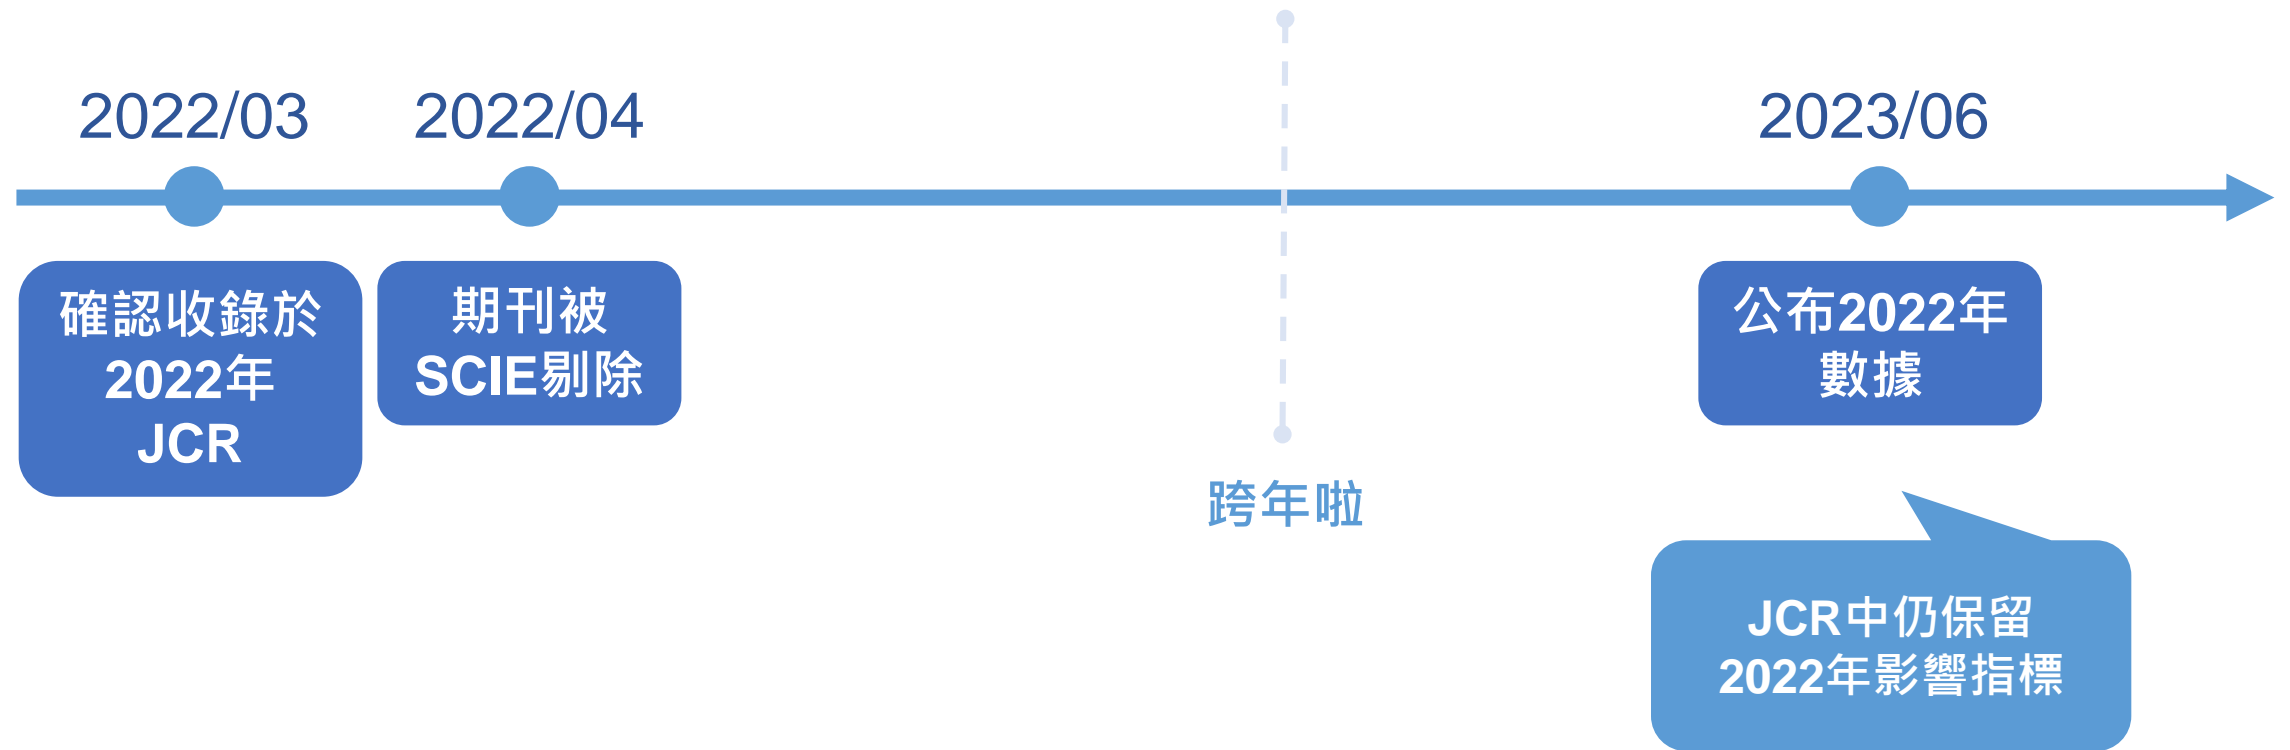 2022/03
2022/04
2023/06
確認收錄於
2022年
JCR
期刊被
SCIE剔除
公布2022年
數據
跨年啦
JCR中仍保留
2022年影響指標